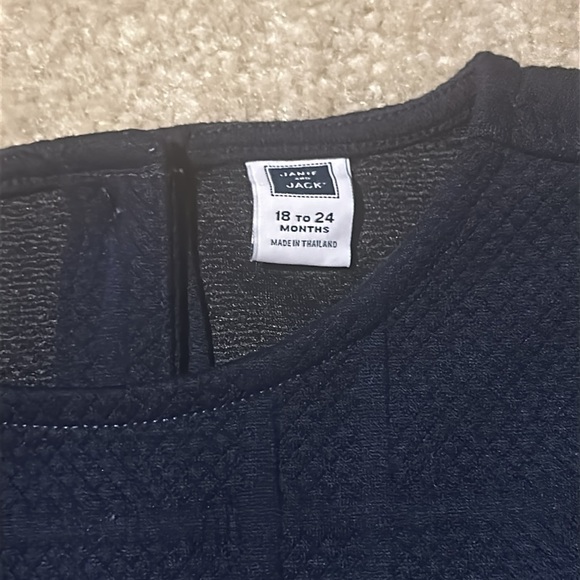 JANIE
AND
JACK
18 TO 24
MONTHS
MADE IN THAILAND